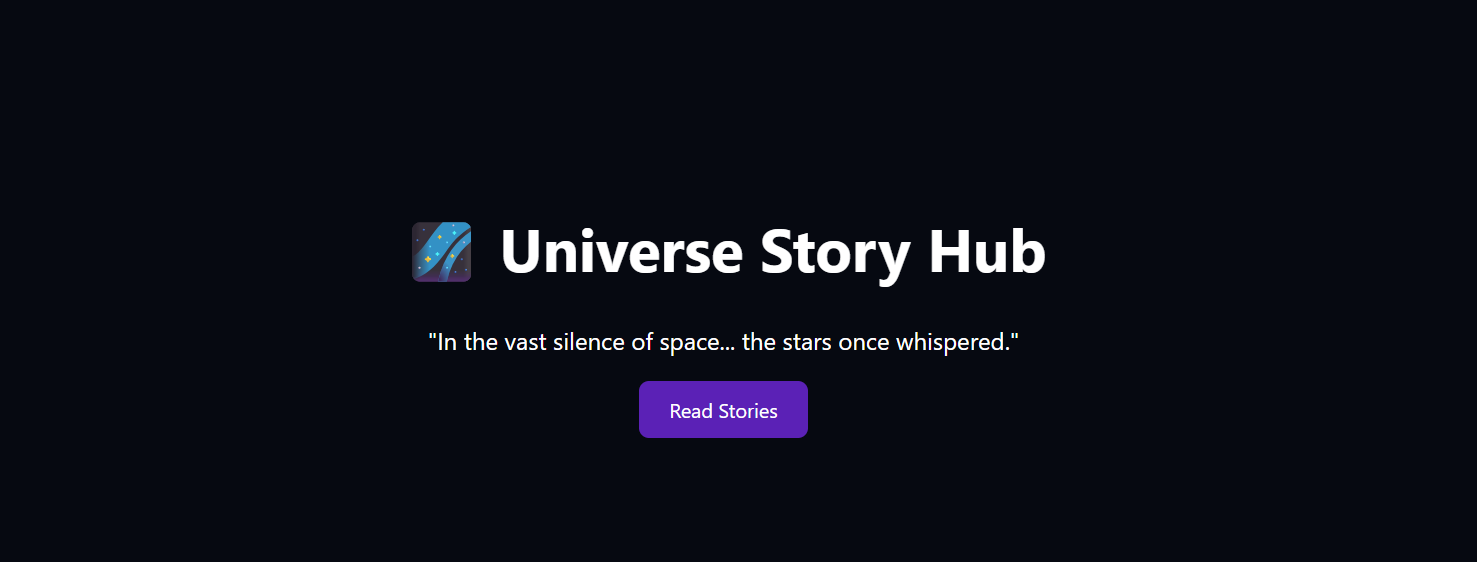 Universe Story Hub
"In the vast silence of space... the stars once whispered."
Read Stories